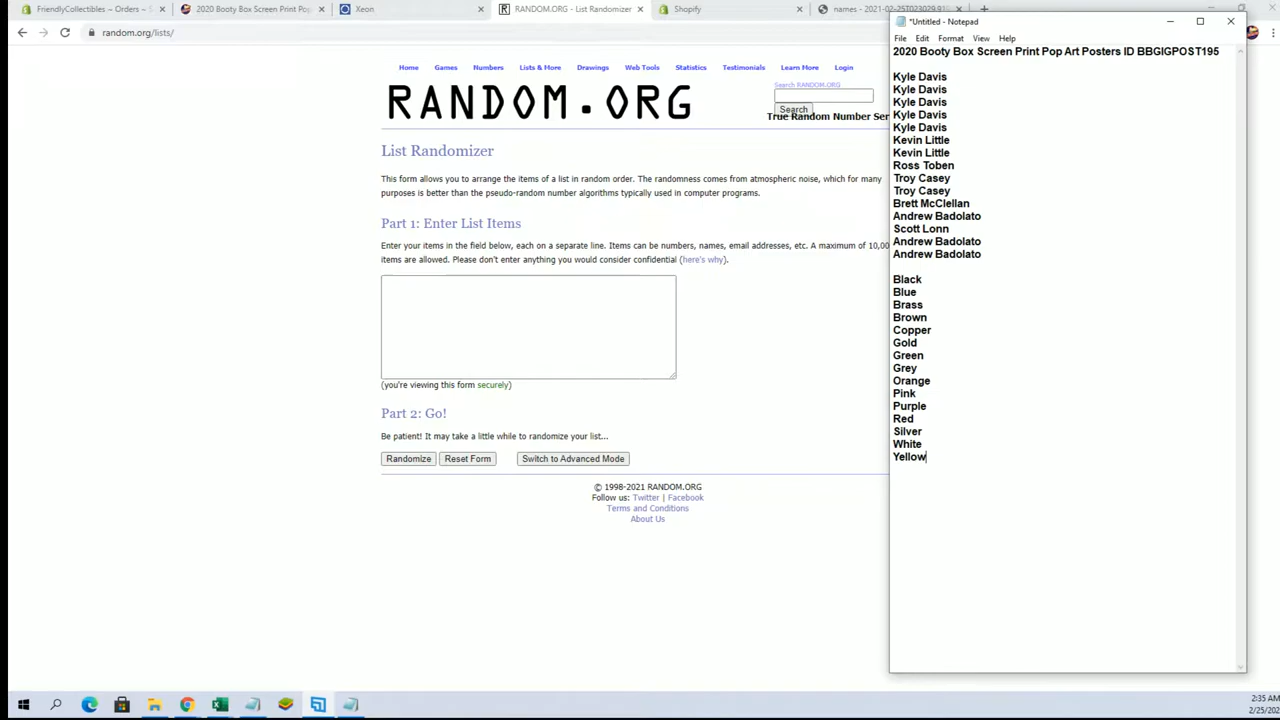 FriendlyCollectibles ~ Orders ~ S
2020 Booty Box Screen Print Pop
Xeon
RANDOM.ORG - List Randomizer
Shopify
names - 2021-02-25T023029.91
random.org/lists/
Home Games Numbers Lists & More Drawings Web Tools Statistics Testimonials Learn More Login
RANDOM.ORG
Search RANDOM.ORG
Search
True Random Number Ser
List Randomizer
This form allows you to arrange the items of a list in random order. The randomness comes from atmospheric noise, which for many
purposes is better than the pseudo-random number algorithms typically used in computer programs.
Part 1: Enter List Items
Enter your items in the field below, each on a separate line. Items can be numbers, names, email addresses, etc. A maximum of 10,00
items are allowed. Please don't enter anything you would consider confidential (here's why).
(you're viewing this form securely)
Part 2: Go!
Be patient! It may take a little while to randomize your list...
Randomize Reset Form Switch to Advanced Mode
© 1998-2021 RANDOM.ORG
Follow us: Twitter | Facebook
Terms and Conditions
About Us
*Untitled - Notepad
File Edit Format View Help
2020 Booty Box Screen Print Pop Art Posters ID BBGIGPOST195
Kyle Davis
Kyle Davis
Kyle Davis
Kyle Davis
Kyle Davis
Kevin Little
Kevin Little
Ross Toben
Troy Casey
Troy Casey
Brett McClellan
Andrew Badolato
Scott Lonn
Andrew Badolato
Andrew Badolato
Black
Blue
Brass
Brown
Copper
Gold
Green
Grey
Orange
Pink
Purple
Red
Silver
White
Yellow
2:35 AM
2/25/202